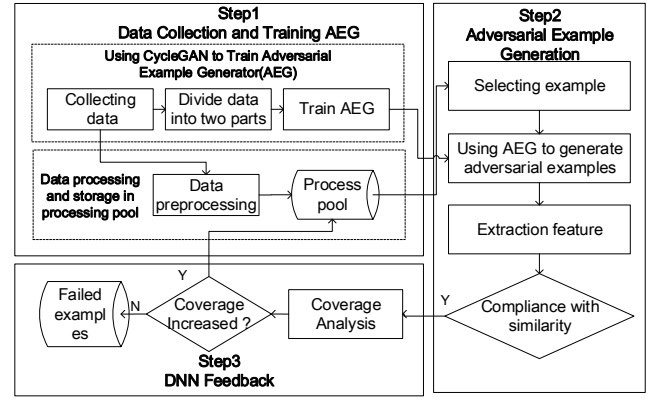 Step1
Data Collection and Training AEG
Using CycleGAN to Train Adversarial
Example Generator(AEG)
Collecting
data
Divide data
into two parts
Train AEG
Data processing
and storage in
processing pool
Data
preprocessing
Process
pool
Step2
Adversarial Example
Generation
Selecting example
Using AEG to generate
adversarial examples
Extraction feature
Compliance with
similarity
Y
Coverage
Analysis
Coverage
Increased ?
Y
N
Failed
exampl
es
Step3
DNN Feedback